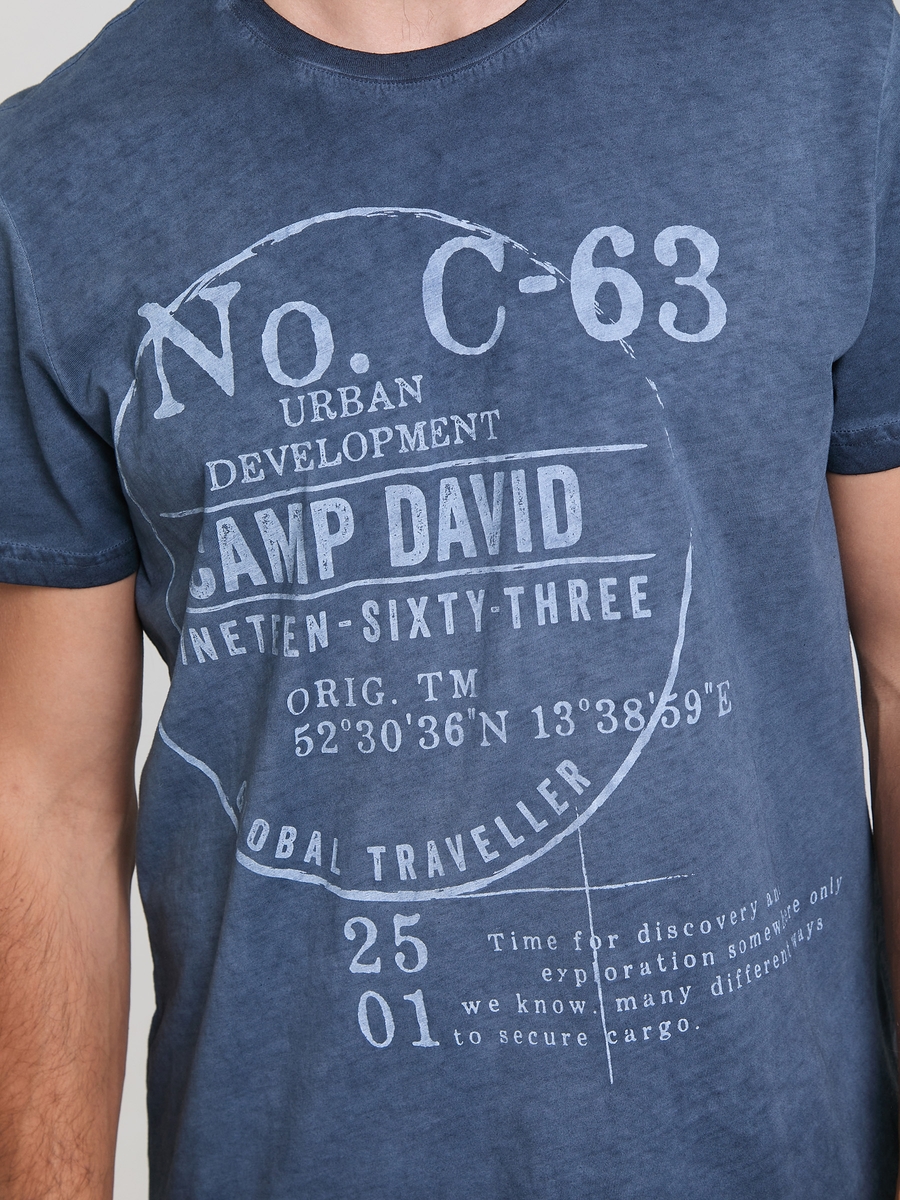 No. C-63
URBAN
DEVELOPMENT
CAMP DAVID
NINETEEN-SIXTY-THREE
ORIG. TM
52°30'36"N 13°38'59"E
GLOBAL TRAVELLER
25
01
Time for discovery and
exploration somewhere only
we know. many different ways
to secure cargo.